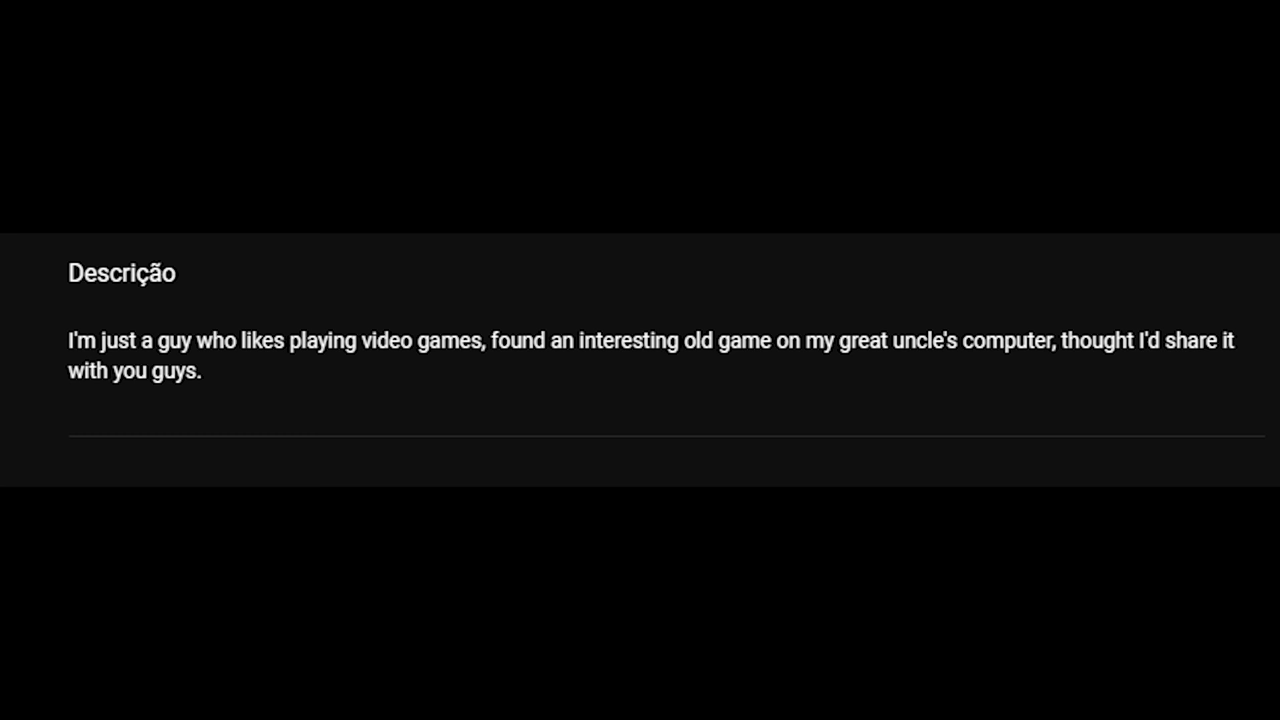 Descrição
I'm just a guy who likes playing video games, found an interesting old game on my great uncle's computer, thought I'd share it
with you guys.